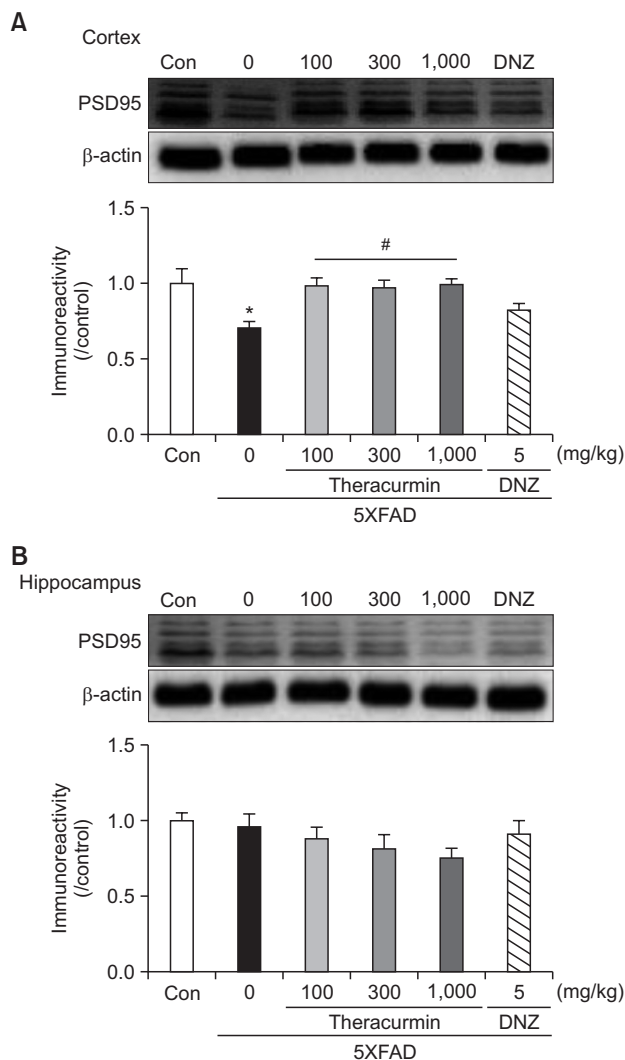 A
Cortex
Con 0 100 300 1,000 DNZ
PSD95
β-actin
1.5
1.0
0.5
0.0
Immunoreactivity
(/control)
*
#
Con 0 100 300 1,000 5 (mg/kg)
Theracurmin DNZ
5XFAD
B
Hippocampus
Con 0 100 300 1,000 DNZ
PSD95
β-actin
1.5
1.0
0.5
0.0
Immunoreactivity
(/control)
Con 0 100 300 1,000 5 (mg/kg)
Theracurmin DNZ
5XFAD